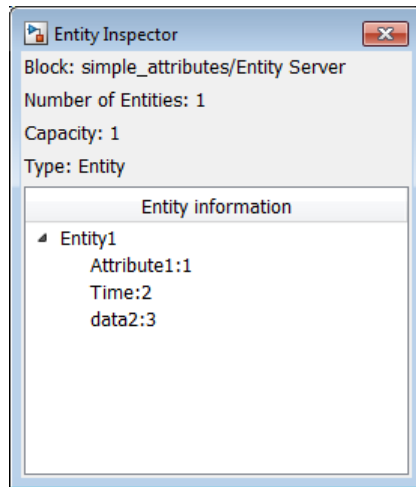 Entity Inspector
Block: simple_attributes/Entity Server
Number of Entities: 1
Capacity: 1
Type: Entity
Entity information
Entity1
Attribute1:1
Time:2
data2:3